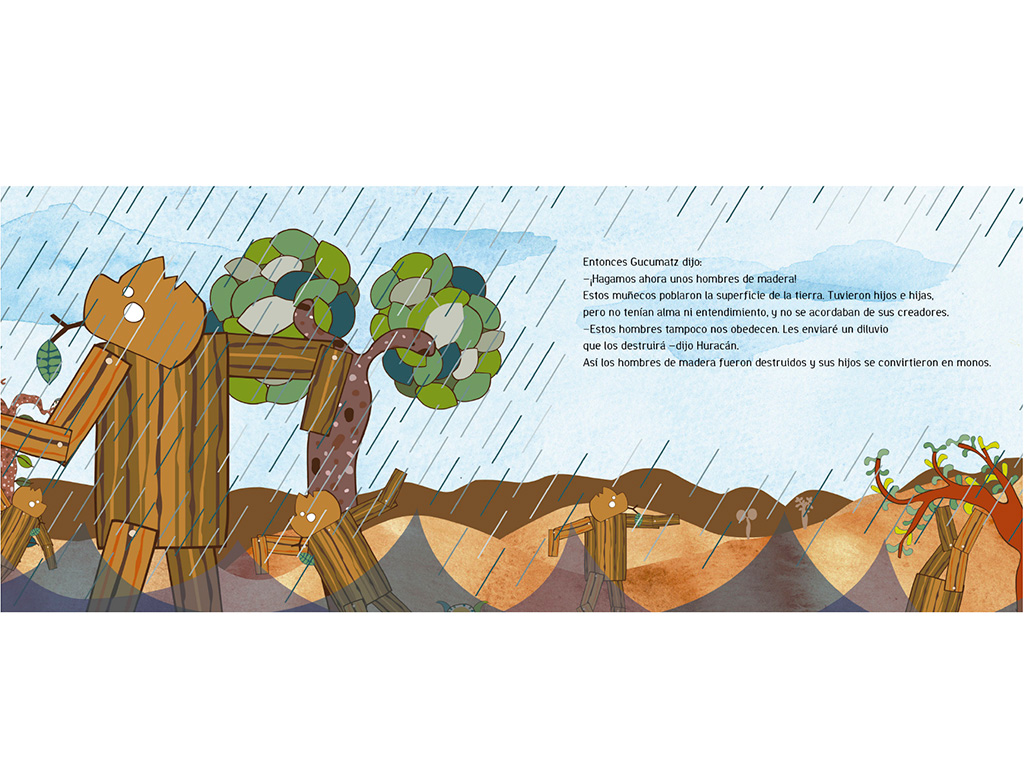 Entonces Gucumatz dijo:
—¡Hagamos ahora unos hombres de madera!
Estos muñecos poblaron la superficie de la tierra. Tuvieron hijos e hijas,
pero no tenían alma ni entendimiento, y no se acordaban de sus creadores.
—Estos hombres tampoco nos obedecen. Les enviaré un diluvio
que los destruirá —dijo Huracán.
Así los hombres de madera fueron destruidos y sus hijos se convirtieron en monos.